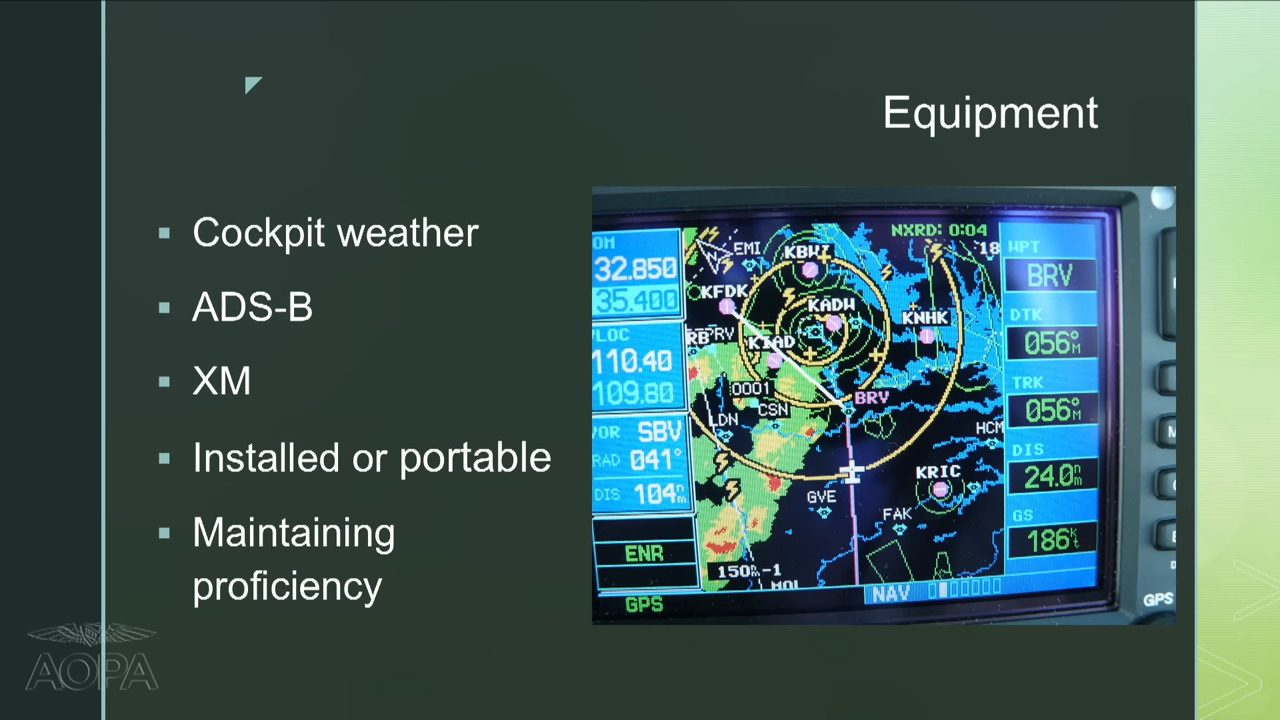 Equipment
Cockpit weather
ADS-B
XM
Installed or portable
Maintaining
proficiency
32.850
35.400
LOC
110.40
109.80
SBV
RAD 041°
DIS 104
ENR
GPS
EMI
KBWI
NXRD: 0:04
18
KFDK
KADW
KNHK
KIAD
0001
CSN
LDN
BRV
HCM
KRIC
GVE
FAK
NAV
WPT
BRV
DTK
056°
TRK
056°
DIS
24.0
GS
186
GPS
AOPA